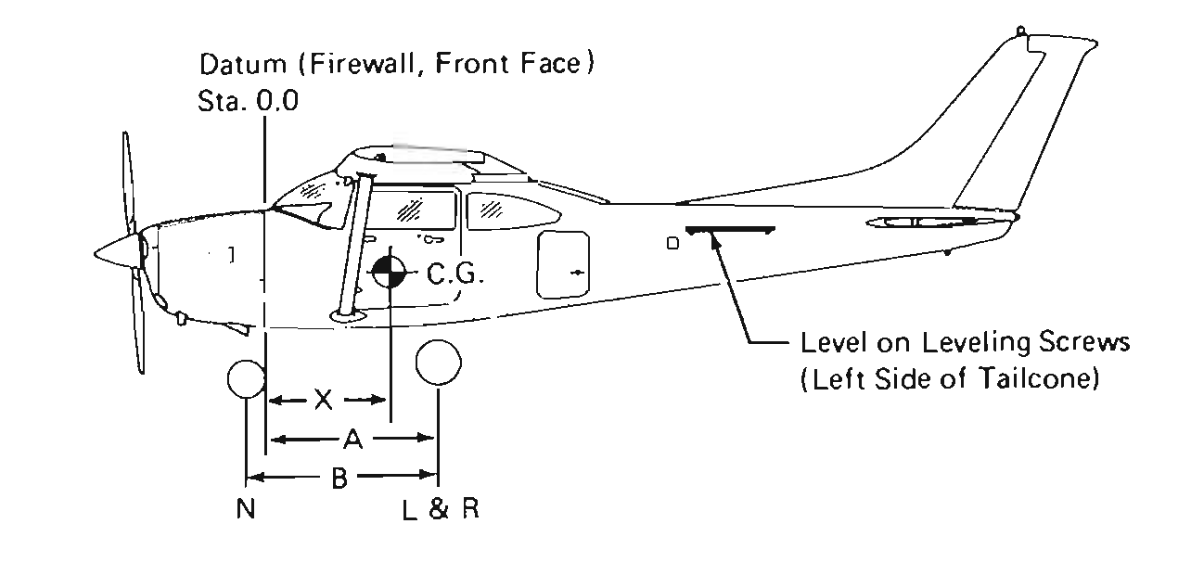 Datum (Firewall, Front Face)
Sta. 0.0
C.G.
Level on Leveling Screws
(Left Side of Tailcone)
X
A
B
N
L & R